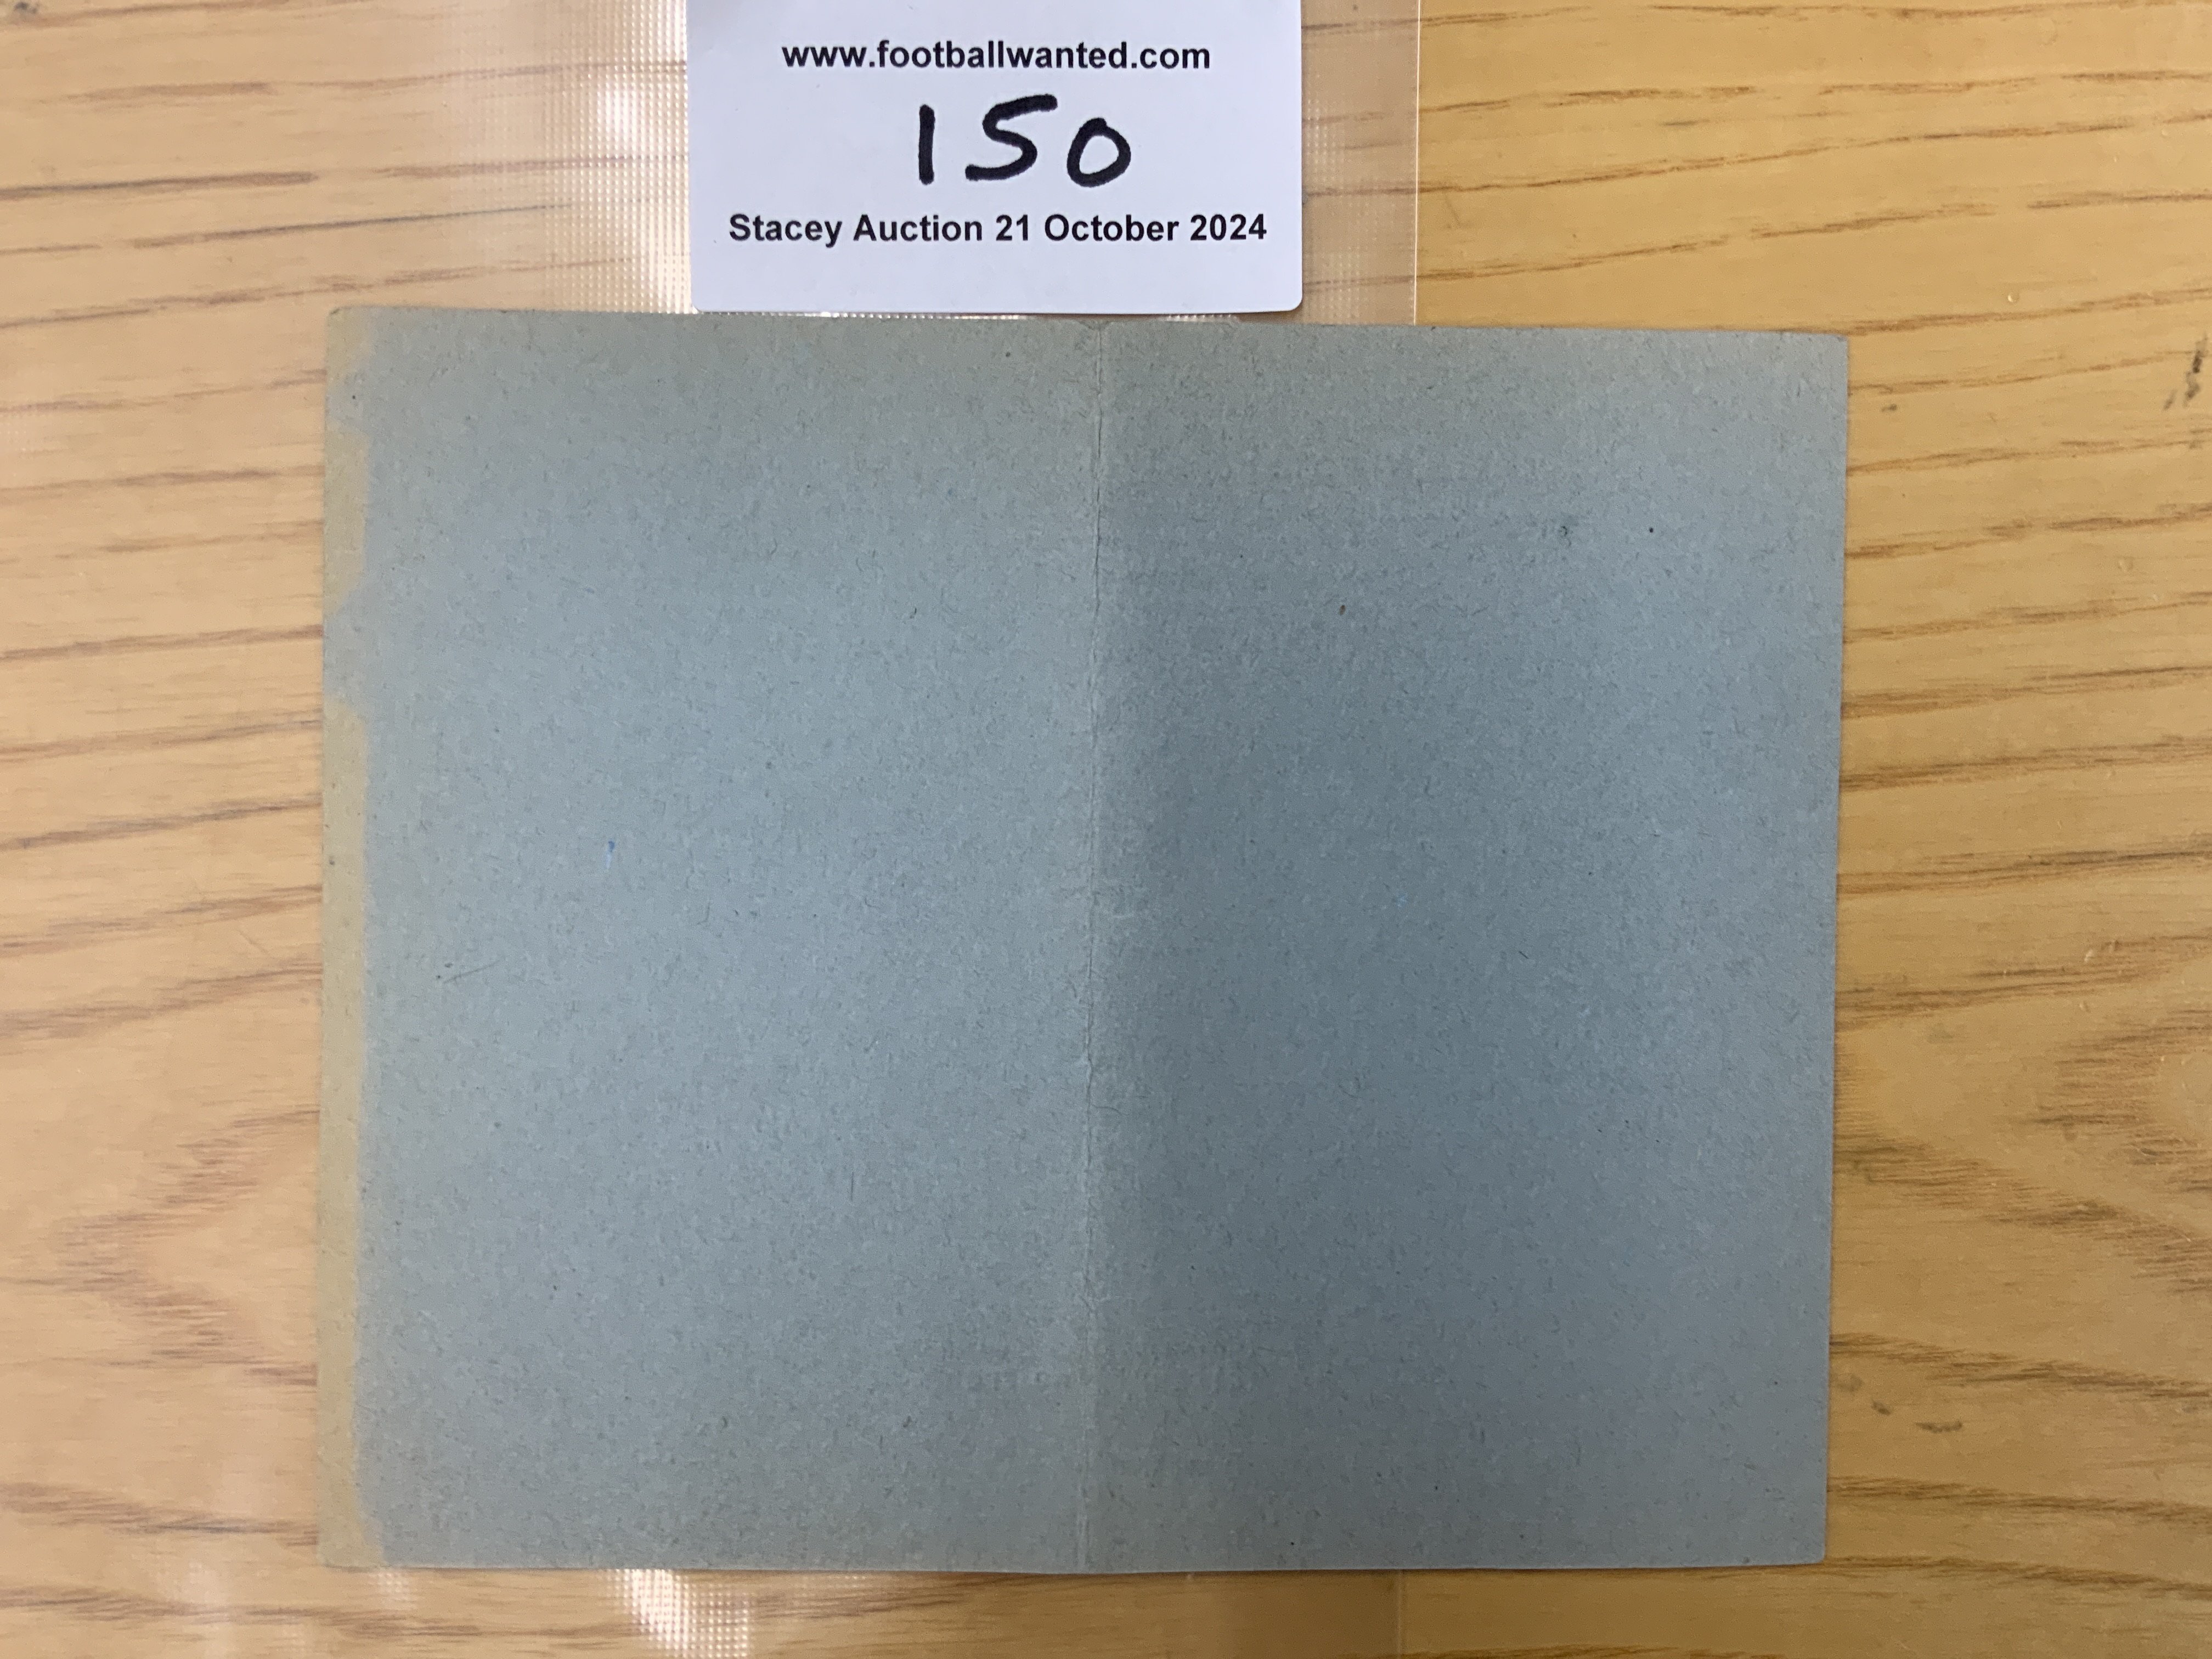 www.footballwanted.com
150
Stacey Auction 21 October 2024